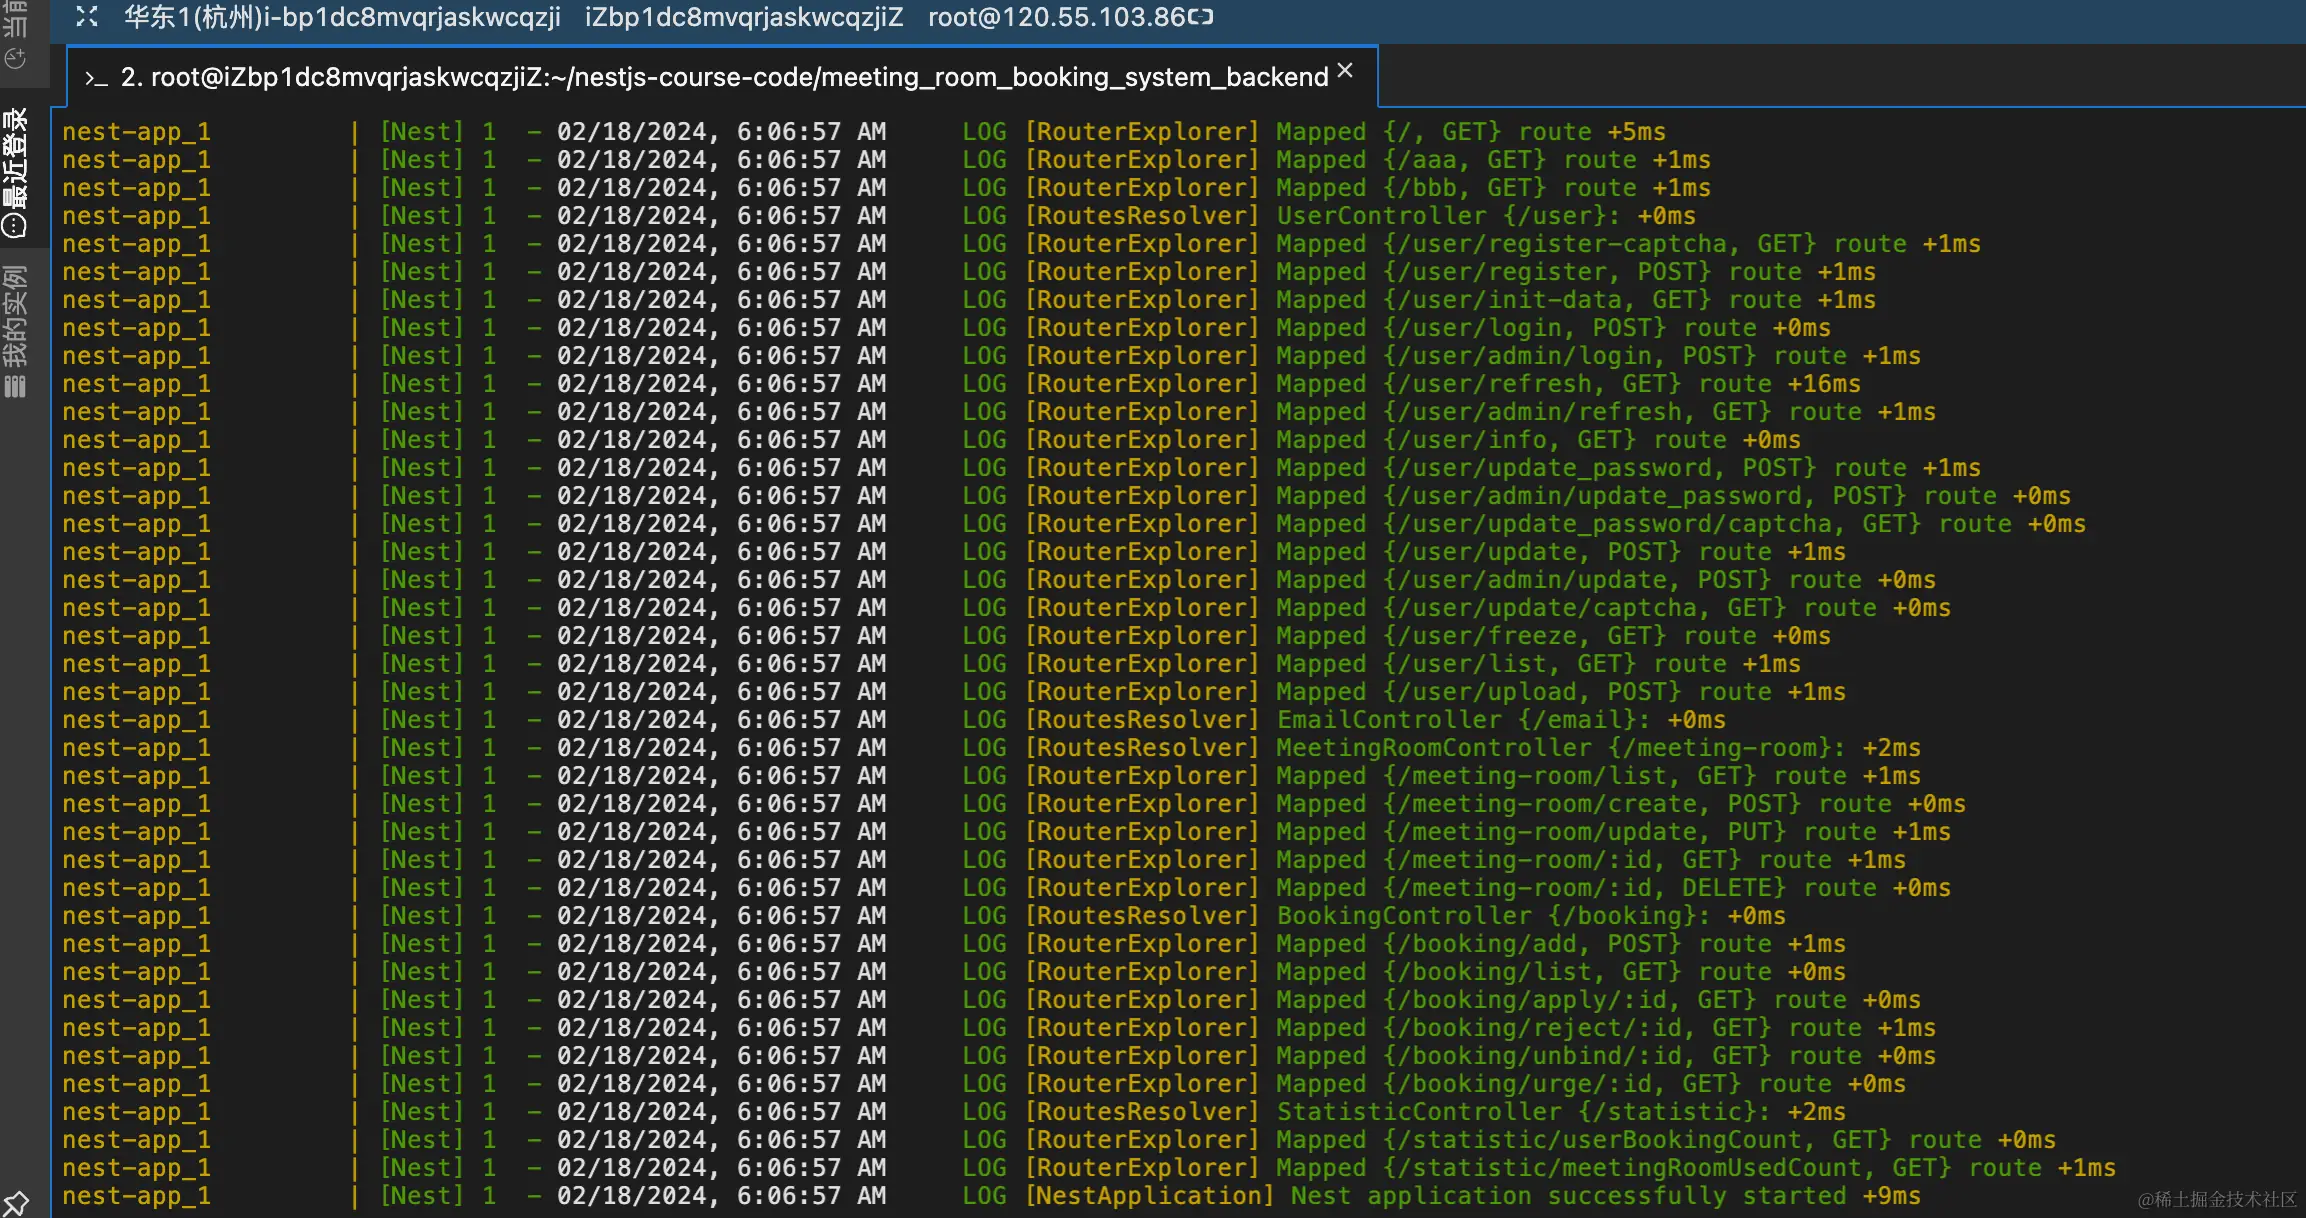 华东1(杭州)i-bp1dc8mvqrjaskwcqzji iZbp1dc8mvqrjaskwcqzjiZ root@120.55.103.86
>_ 2. root@iZbp1dc8mvqrjaskwcqzjiZ:~/nestjs-course-code/meeting_room_booking_system_backend ×
最近登录
我的实例
nest-app_1 | [Nest] 1 - 02/18/2024, 6:06:57 AM LOG [RouterExplorer] Mapped {/, GET} route +5ms
nest-app_1 | [Nest] 1 - 02/18/2024, 6:06:57 AM LOG [RouterExplorer] Mapped {/aaa, GET} route +1ms
nest-app_1 | [Nest] 1 - 02/18/2024, 6:06:57 AM LOG [RouterExplorer] Mapped {/bbb, GET} route +1ms
nest-app_1 | [Nest] 1 - 02/18/2024, 6:06:57 AM LOG [RoutesResolver] UserController {/user}: +0ms
nest-app_1 | [Nest] 1 - 02/18/2024, 6:06:57 AM LOG [RouterExplorer] Mapped {/user/register-captcha, GET} route +1ms
nest-app_1 | [Nest] 1 - 02/18/2024, 6:06:57 AM LOG [RouterExplorer] Mapped {/user/register, POST} route +1ms
nest-app_1 | [Nest] 1 - 02/18/2024, 6:06:57 AM LOG [RouterExplorer] Mapped {/user/init-data, GET} route +1ms
nest-app_1 | [Nest] 1 - 02/18/2024, 6:06:57 AM LOG [RouterExplorer] Mapped {/user/login, POST} route +0ms
nest-app_1 | [Nest] 1 - 02/18/2024, 6:06:57 AM LOG [RouterExplorer] Mapped {/user/admin/login, POST} route +1ms
nest-app_1 | [Nest] 1 - 02/18/2024, 6:06:57 AM LOG [RouterExplorer] Mapped {/user/refresh, GET} route +16ms
nest-app_1 | [Nest] 1 - 02/18/2024, 6:06:57 AM LOG [RouterExplorer] Mapped {/user/admin/refresh, GET} route +1ms
nest-app_1 | [Nest] 1 - 02/18/2024, 6:06:57 AM LOG [RouterExplorer] Mapped {/user/info, GET} route +0ms
nest-app_1 | [Nest] 1 - 02/18/2024, 6:06:57 AM LOG [RouterExplorer] Mapped {/user/update_password, POST} route +1ms
nest-app_1 | [Nest] 1 - 02/18/2024, 6:06:57 AM LOG [RouterExplorer] Mapped {/user/admin/update_password, POST} route +0ms
nest-app_1 | [Nest] 1 - 02/18/2024, 6:06:57 AM LOG [RouterExplorer] Mapped {/user/update_password/captcha, GET} route +0ms
nest-app_1 | [Nest] 1 - 02/18/2024, 6:06:57 AM LOG [RouterExplorer] Mapped {/user/update, POST} route +1ms
nest-app_1 | [Nest] 1 - 02/18/2024, 6:06:57 AM LOG [RouterExplorer] Mapped {/user/admin/update, POST} route +0ms
nest-app_1 | [Nest] 1 - 02/18/2024, 6:06:57 AM LOG [RouterExplorer] Mapped {/user/update/captcha, GET} route +0ms
nest-app_1 | [Nest] 1 - 02/18/2024, 6:06:57 AM LOG [RouterExplorer] Mapped {/user/freeze, GET} route +0ms
nest-app_1 | [Nest] 1 - 02/18/2024, 6:06:57 AM LOG [RouterExplorer] Mapped {/user/list, GET} route +1ms
nest-app_1 | [Nest] 1 - 02/18/2024, 6:06:57 AM LOG [RouterExplorer] Mapped {/user/upload, POST} route +1ms
nest-app_1 | [Nest] 1 - 02/18/2024, 6:06:57 AM LOG [RoutesResolver] EmailController {/email}: +0ms
nest-app_1 | [Nest] 1 - 02/18/2024, 6:06:57 AM LOG [RoutesResolver] MeetingRoomController {/meeting-room}: +2ms
nest-app_1 | [Nest] 1 - 02/18/2024, 6:06:57 AM LOG [RouterExplorer] Mapped {/meeting-room/list, GET} route +1ms
nest-app_1 | [Nest] 1 - 02/18/2024, 6:06:57 AM LOG [RouterExplorer] Mapped {/meeting-room/create, POST} route +0ms
nest-app_1 | [Nest] 1 - 02/18/2024, 6:06:57 AM LOG [RouterExplorer] Mapped {/meeting-room/update, PUT} route +1ms
nest-app_1 | [Nest] 1 - 02/18/2024, 6:06:57 AM LOG [RouterExplorer] Mapped {/meeting-room/:id, GET} route +1ms
nest-app_1 | [Nest] 1 - 02/18/2024, 6:06:57 AM LOG [RouterExplorer] Mapped {/meeting-room/:id, DELETE} route +0ms
nest-app_1 | [Nest] 1 - 02/18/2024, 6:06:57 AM LOG [RoutesResolver] BookingController {/booking}: +0ms
nest-app_1 | [Nest] 1 - 02/18/2024, 6:06:57 AM LOG [RouterExplorer] Mapped {/booking/add, POST} route +1ms
nest-app_1 | [Nest] 1 - 02/18/2024, 6:06:57 AM LOG [RouterExplorer] Mapped {/booking/list, GET} route +0ms
nest-app_1 | [Nest] 1 - 02/18/2024, 6:06:57 AM LOG [RouterExplorer] Mapped {/booking/apply/:id, GET} route +0ms
nest-app_1 | [Nest] 1 - 02/18/2024, 6:06:57 AM LOG [RouterExplorer] Mapped {/booking/reject/:id, GET} route +1ms
nest-app_1 | [Nest] 1 - 02/18/2024, 6:06:57 AM LOG [RouterExplorer] Mapped {/booking/unbind/:id, GET} route +0ms
nest-app_1 | [Nest] 1 - 02/18/2024, 6:06:57 AM LOG [RouterExplorer] Mapped {/booking/urge/:id, GET} route +0ms
nest-app_1 | [Nest] 1 - 02/18/2024, 6:06:57 AM LOG [RoutesResolver] StatisticController {/statistic}: +2ms
nest-app_1 | [Nest] 1 - 02/18/2024, 6:06:57 AM LOG [RouterExplorer] Mapped {/statistic/userBookingCount, GET} route +0ms
nest-app_1 | [Nest] 1 - 02/18/2024, 6:06:57 AM LOG [RouterExplorer] Mapped {/statistic/meetingRoomUsedCount, GET} route +1ms
nest-app_1 | [Nest] 1 - 02/18/2024, 6:06:57 AM LOG [NestApplication] Nest application successfully started +9ms
@稀土掘金技术社区